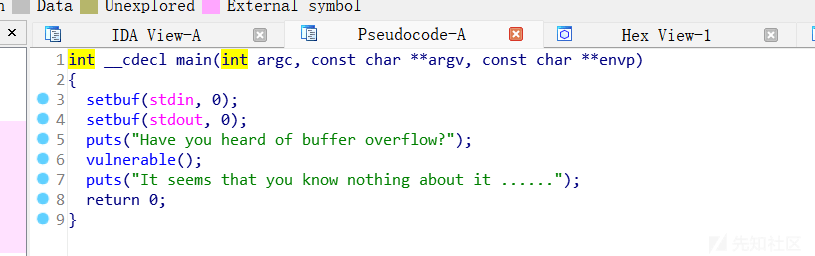 Data Unexplored External symbol
IDA View-A Pseudocode-A Hex View-1
1 int __cdecl main(int argc, const char **argv, const char **envp)
2 {
3 setbuf(stdin, 0);
4 setbuf(stdout, 0);
5 puts("Have you heard of buffer overflow?");
6 vulnerable();
7 puts("It seems that you know nothing about it ......");
8 return 0;
9 }
先知社区